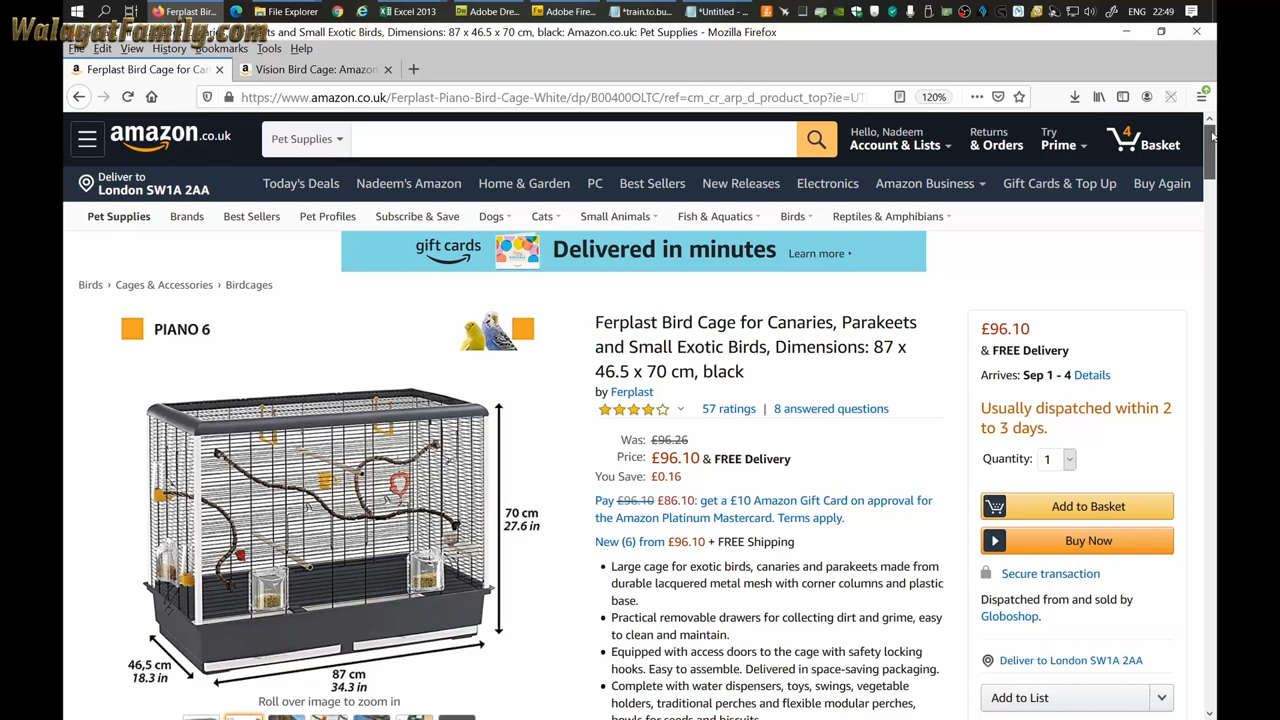 File Explorer
Ferplast Bir...
Excel 2013
Adobe Dre...
Adobe Fire...
*train.to.bu...
*Untitled - ...
ENG 22:49
WalayatFamily.com
ts and Small Exotic Birds, Dimensions: 87 x 46.5 x 70 cm, black: Amazon.co.uk: Pet Supplies - Mozilla Firefox
File Edit View History Bookmarks Tools Help
Ferplast Bird Cage for Can
Vision Bird Cage: Amazon
https://www.amazon.co.uk/Ferplast-Piano-Bird-Cage-White/dp/B00400OLTC/ref=cm_cr_arp_d_product_top?ie=UT
120%
amazon.co.uk
Pet Supplies
Hello, Nadeem
Account & Lists
Returns
& Orders
Try
Prime
4
Basket
Deliver to
London SW1A 2AA
Today's Deals Nadeem's Amazon Home & Garden PC Best Sellers New Releases Electronics Amazon Business Gift Cards & Top Up Buy Again
Pet Supplies Brands Best Sellers Pet Profiles Subscribe & Save Dogs Cats Small Animals Fish & Aquatics Birds Reptiles & Amphibians
gift cards Delivered in minutes Learn more ›
Birds › Cages & Accessories › Birdcages
PIANO 6
70 cm
27.6 in
46,5 cm
18.3 in
87 cm
34.3 in
Roll over image to zoom in
Ferplast Bird Cage for Canaries, Parakeets
and Small Exotic Birds, Dimensions: 87 x
46.5 x 70 cm, black
by Ferplast
57 ratings | 8 answered questions
Was: £96.26
Price: £96.10 & FREE Delivery
You Save: £0.16
Pay £96.10 £86.10: get a £10 Amazon Gift Card on approval for
the Amazon Platinum Mastercard. Terms apply.
New (6) from £96.10 + FREE Shipping
• Large cage for exotic birds, canaries and parakeets made from
durable lacquered metal mesh with corner columns and plastic
base.
• Practical removable drawers for collecting dirt and grime, easy
to clean and maintain.
• Equipped with access doors to the cage with safety locking
hooks. Easy to assemble. Delivered in space-saving packaging.
• Complete with water dispensers, toys, swings, vegetable
holders, traditional perches and flexible modular perches,
bowls for seeds and biscuits
£96.10
& FREE Delivery
Arrives: Sep 1 - 4 Details
Usually dispatched within 2
to 3 days.
Quantity: 1
Add to Basket
Buy Now
Secure transaction
Dispatched from and sold by
Globoshop.
Deliver to London SW1A 2AA
Add to List